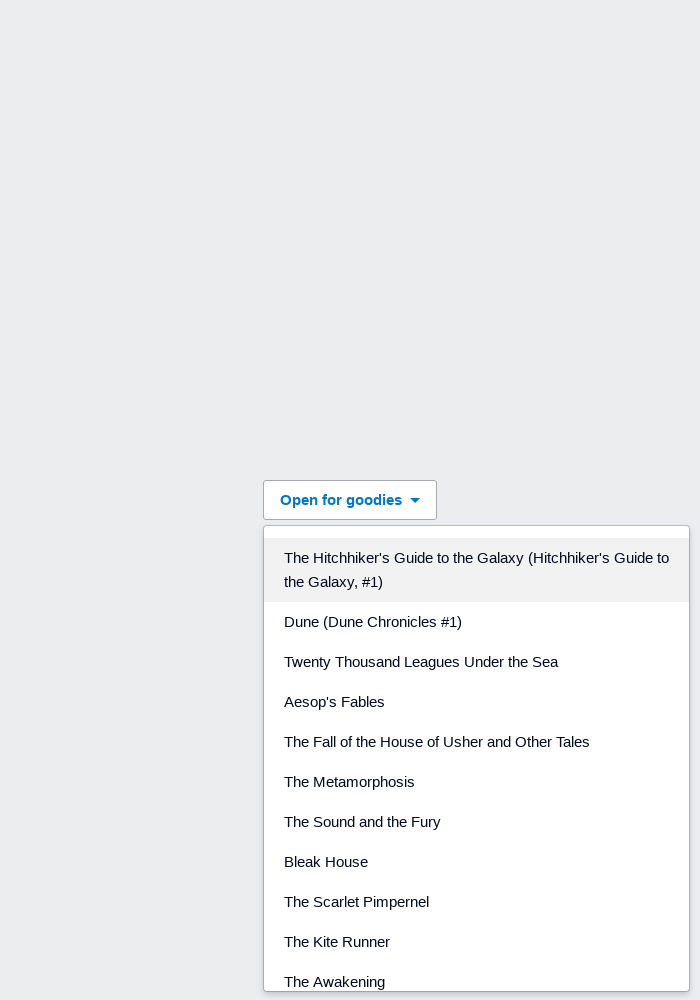 Open for goodies
The Hitchhiker's Guide to the Galaxy (Hitchhiker's Guide to
the Galaxy, #1)
Dune (Dune Chronicles #1)
Twenty Thousand Leagues Under the Sea
Aesop's Fables
The Fall of the House of Usher and Other Tales
The Metamorphosis
The Sound and the Fury
Bleak House
The Scarlet Pimpernel
The Kite Runner
The Awakening